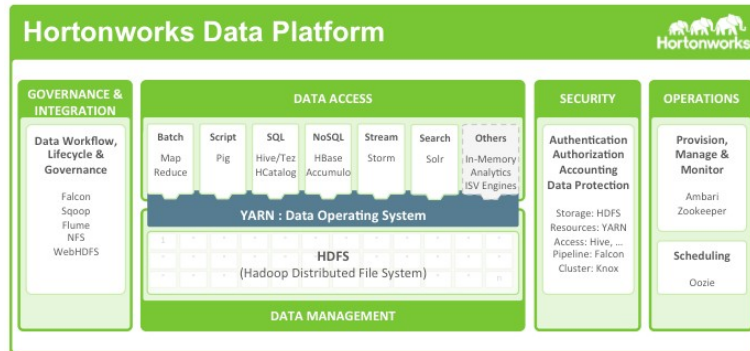 Hortonworks Data Platform
Hortonworks
GOVERNANCE &
INTEGRATION
Data Workflow,
Lifecycle &
Governance
Falcon
Sqoop
Flume
NFS
WebHDFS
DATA ACCESS
Batch
Map
Reduce
Script
Pig
SQL
Hive/Tez
HCatalog
NoSQL
HBase
Accumulo
Stream
Storm
Search
Solr
Others
In-Memory
Analytics
ISV Engines
YARN : Data Operating System
1
HDFS
(Hadoop Distributed File System)
n
DATA MANAGEMENT
SECURITY
Authentication
Authorization
Accounting
Data Protection
Storage: HDFS
Resources: YARN
Access: Hive, ...
Pipeline: Falcon
Cluster: Knox
OPERATIONS
Provision,
Manage &
Monitor
Ambari
Zookeeper
Scheduling
Oozie